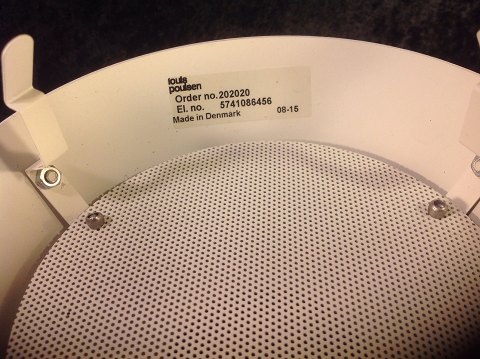 louis
poulsen
Order no. 202020
El. no. 5741086456
Made in Denmark 08-15